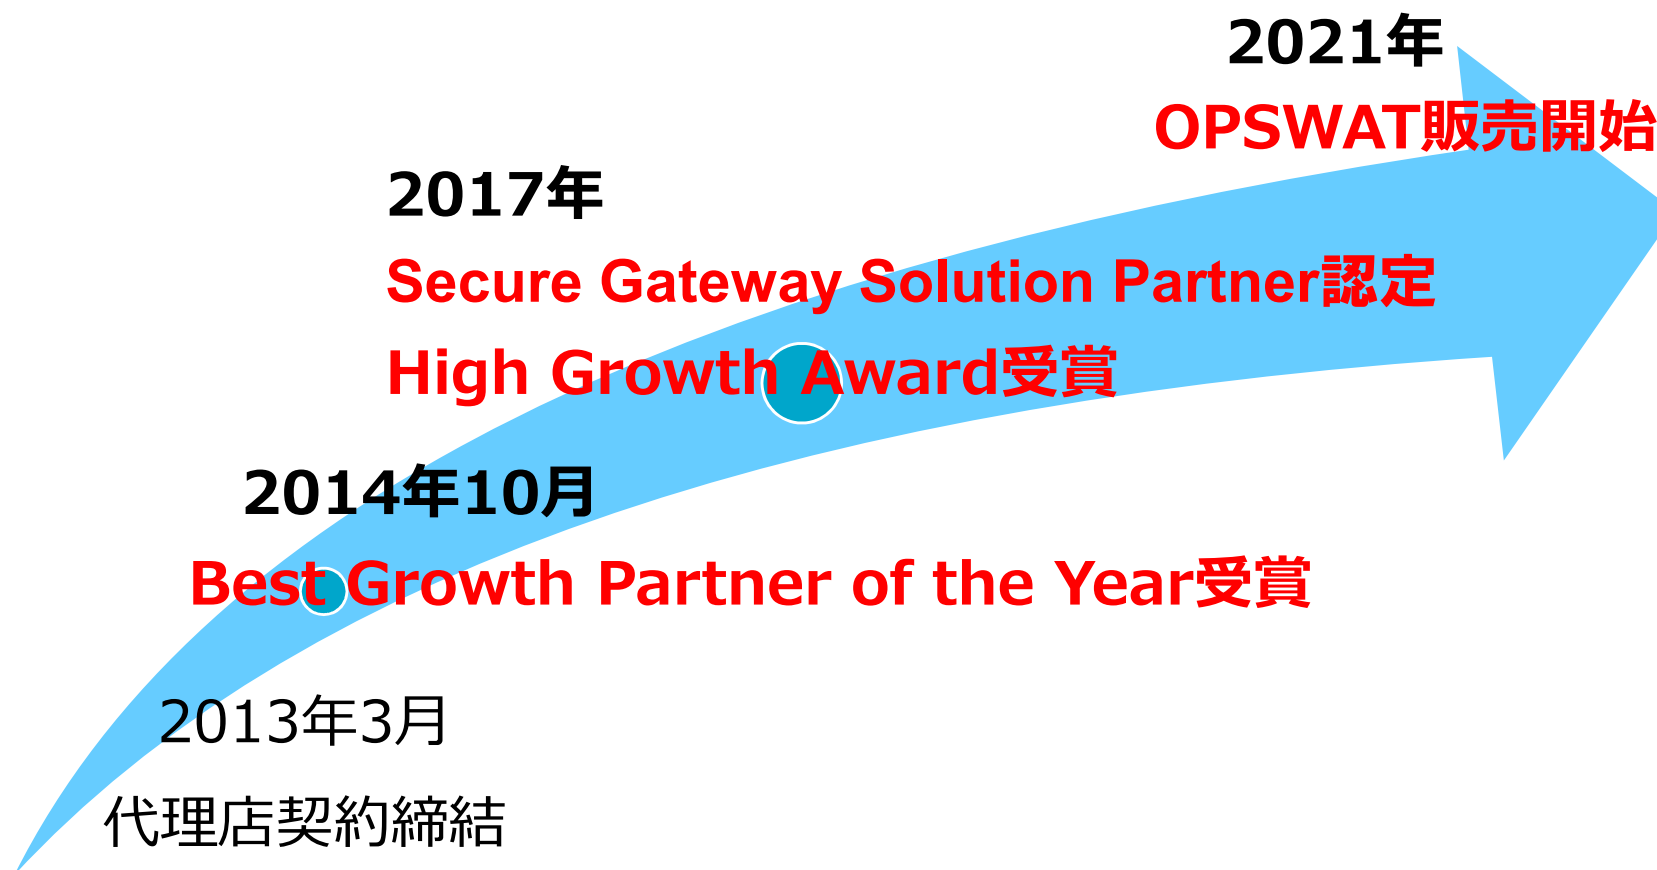 2021年
OPSWAT販売開始
2017年
Secure Gateway Solution Partner認定
High Growth Award受賞
2014年10月
Best Growth Partner of the Year受賞
2013年3月
代理店契約締結